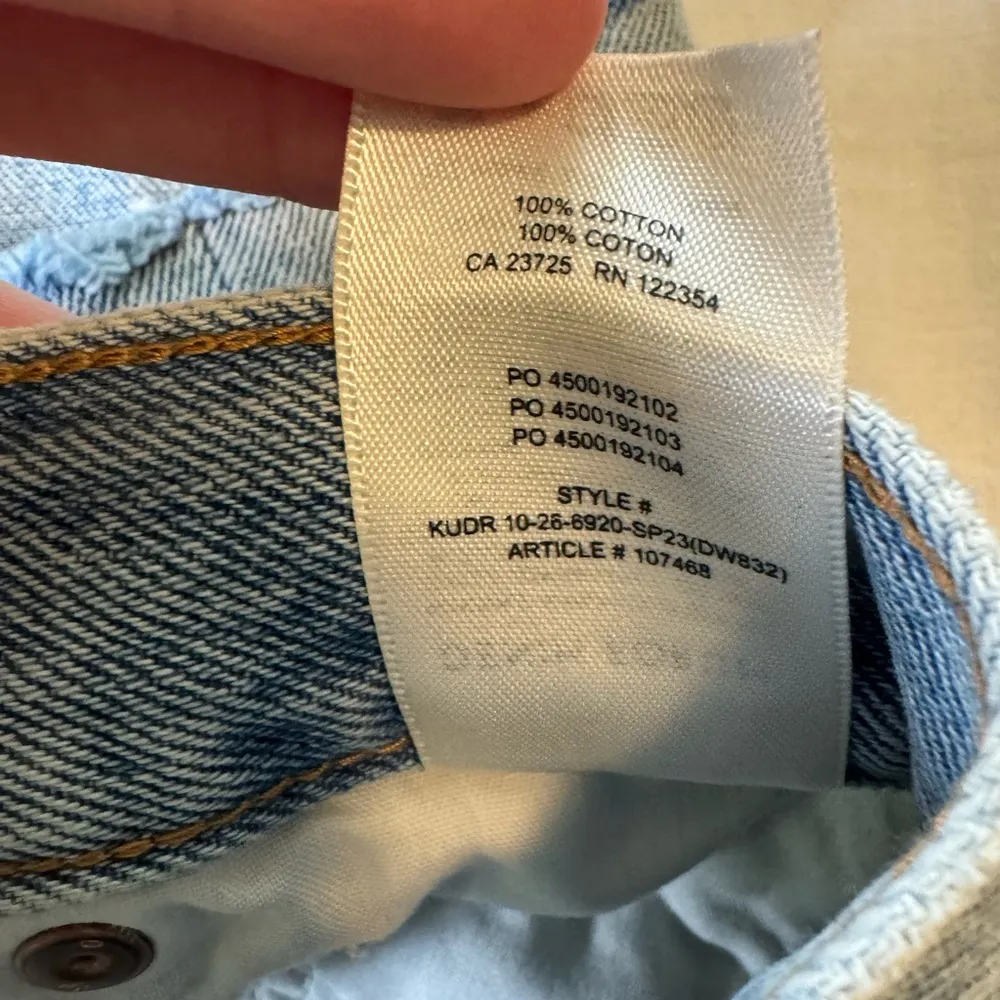 100% COTTON
100% COTON
CA 23725 RN 122354
PO 4500192102
PO 4500192103
PO 4500192104
STYLE #
KUDR 10-26-6920-SP23(DW832)
ARTICLE # 107468